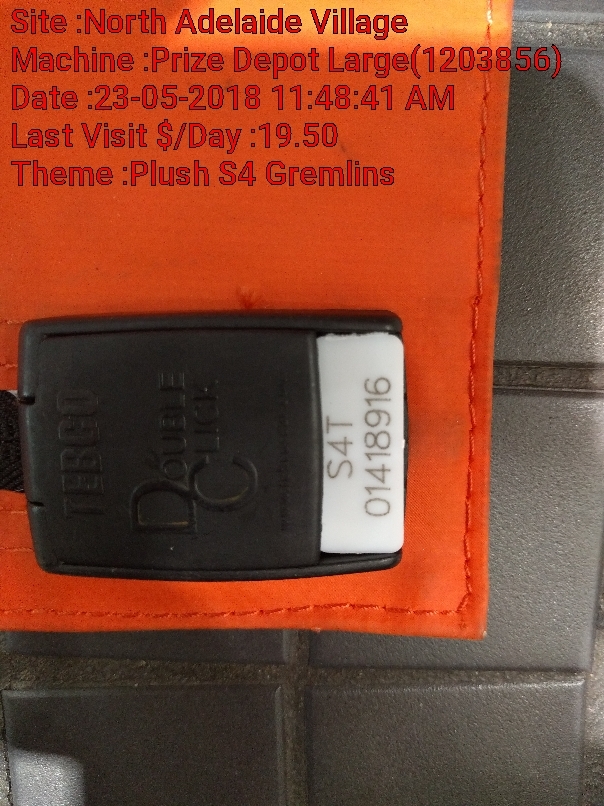 Site :North Adelaide Village
Machine :Prize Depot Large(1203856)
Date :23-05-2018 11:48:41 AM
Last Visit $/Day :19.50
Theme :Plush S4 Gremlins
TEBGO
DOUBLE
CLICK
S4T
01418916